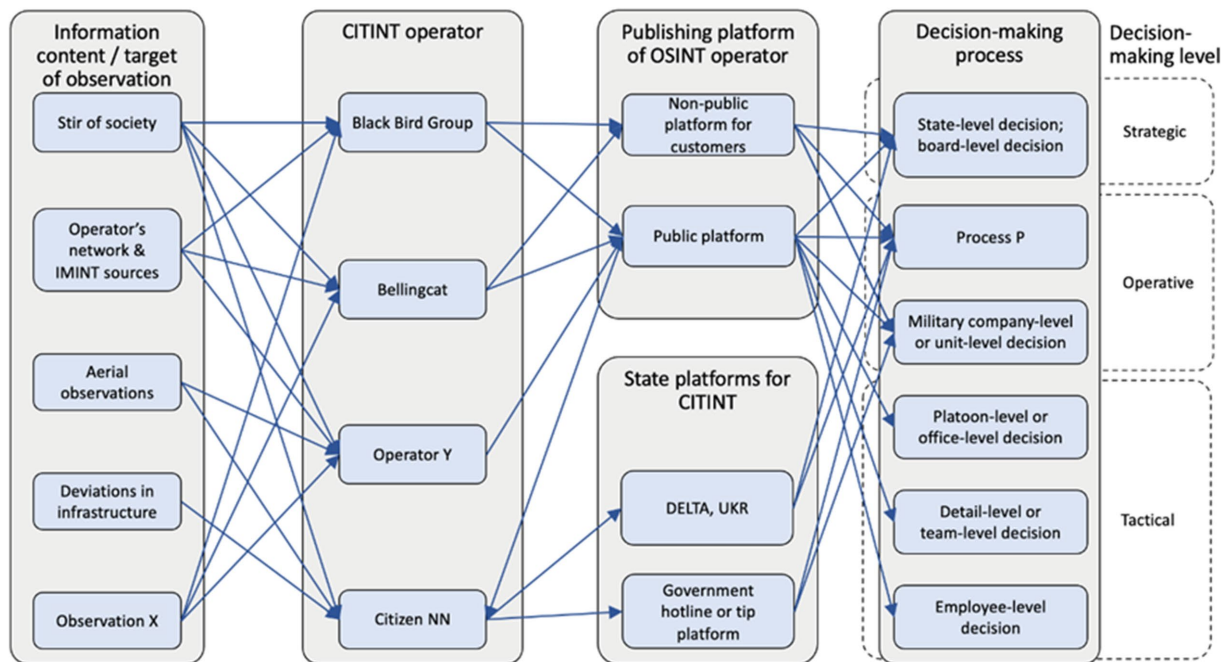 Information
content / target
of observation
Stir of society
Operator's
network &
IMINT sources
Aerial
observations
Deviations in
infrastructure
Observation X
CITINT operator
Black Bird Group
Bellingcat
Operator Y
Citizen NN
Publishing platform
of OSINT operator
Non-public
platform for
customers
Public platform
State platforms for
CITINT
DELTA, UKR
Government
hotline or tip
platform
Decision-making
process
State-level decision;
board-level decision
Process P
Military company-level
or unit-level decision
Platoon-level or
office-level decision
Detail-level or
team-level decision
Employee-level
decision
Decision-
making level
Strategic
Operative
Tactical